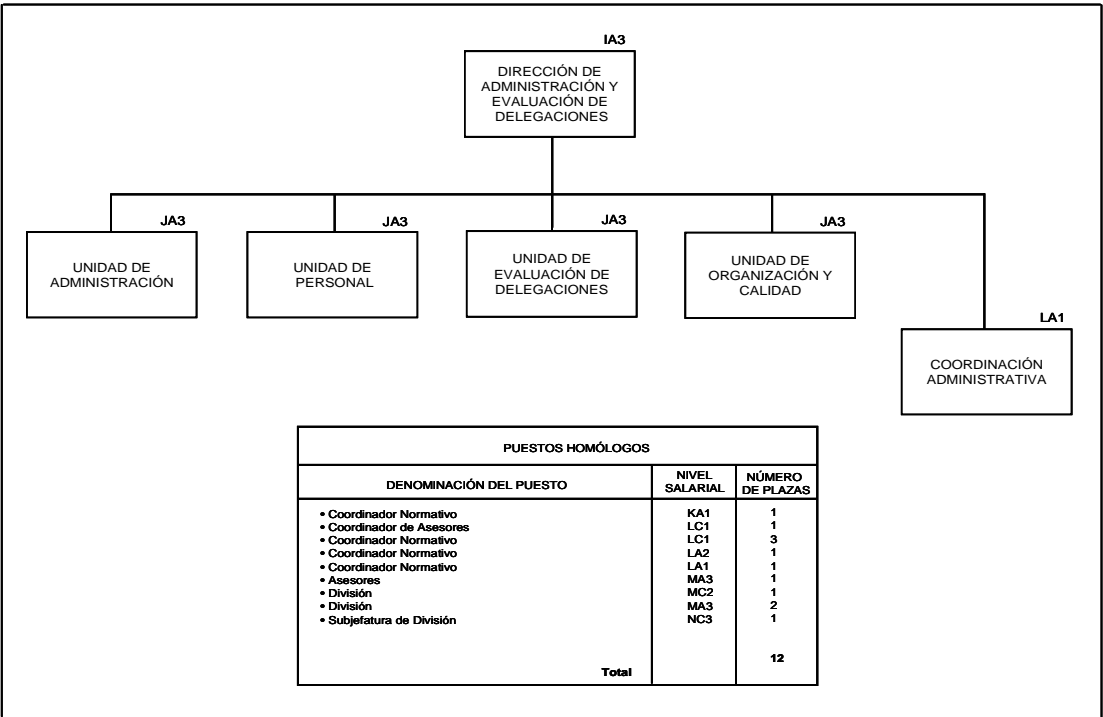 IA3
DIRECCIÓN DE
ADMINISTRACIÓN Y
EVALUACIÓN DE
DELEGACIONES
JA3
UNIDAD DE
ADMINISTRACIÓN
JA3
UNIDAD DE
PERSONAL
JA3
UNIDAD DE
EVALUACIÓN DE
DELEGACIONES
JA3
UNIDAD DE
ORGANIZACIÓN Y
CALIDAD
LA1
COORDINACIÓN
ADMINISTRATIVA
PUESTOS HOMÓLOGOS
DENOMINACIÓN DEL PUESTO
NIVEL
SALARIAL
NÚMERO
DE PLAZAS
• Coordinador Normativo KA1 1
• Coordinador de Asesores LC1 1
• Coordinador Normativo LC1 3
• Coordinador Normativo LA2 1
• Coordinador Normativo LA1 1
• Asesores MA3 1
• División MC2 1
• División MA3 2
• Subjefatura de División NC3 1
12
Total